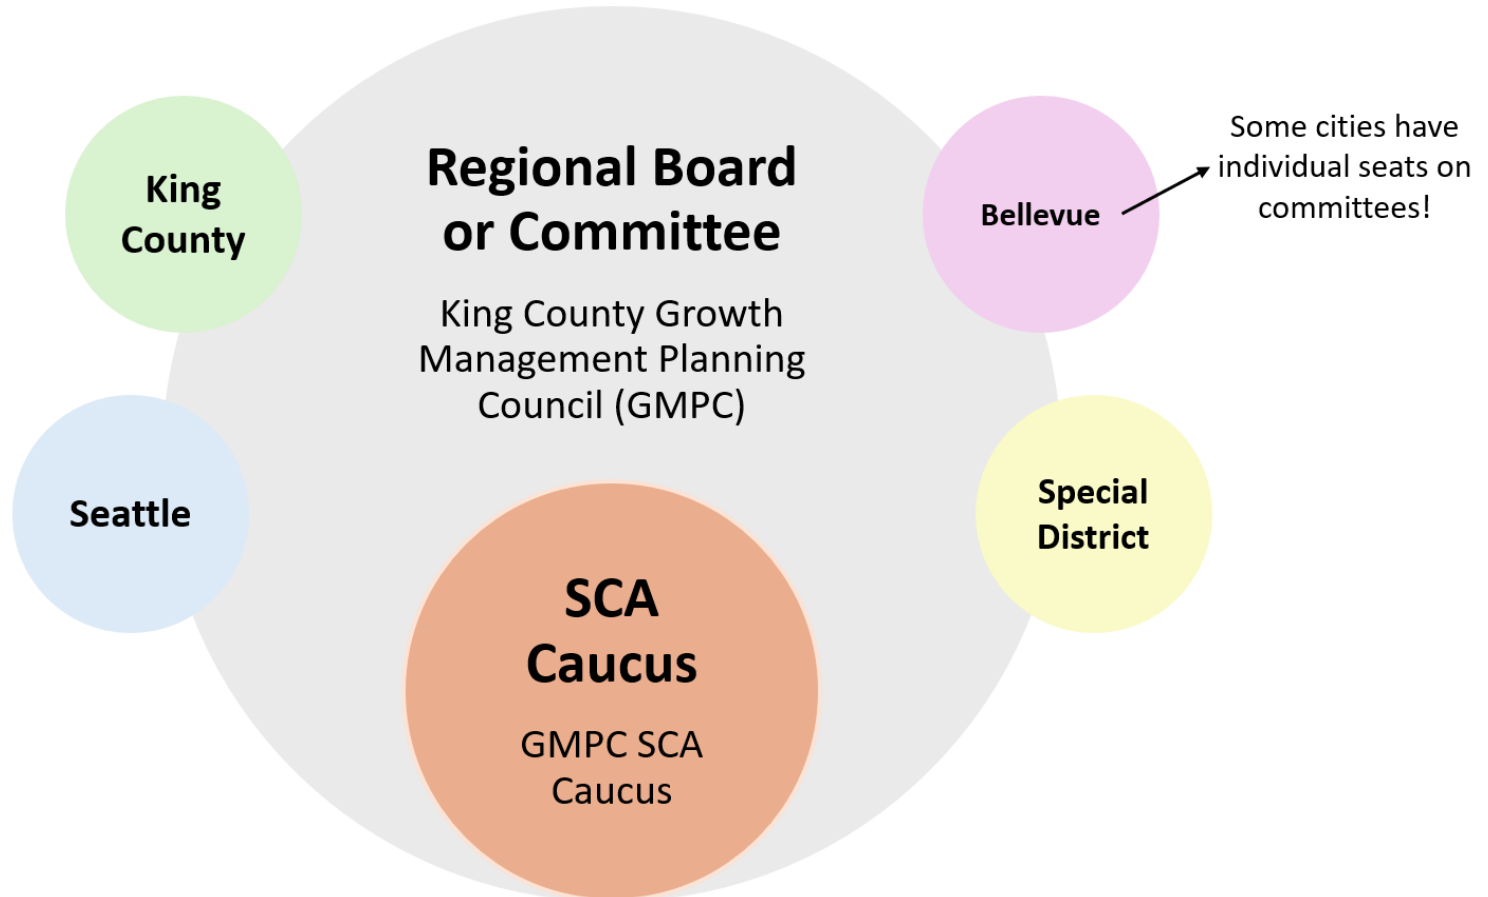 Regional Board
or Committee
King County Growth
Management Planning
Council (GMPC)
King
County
Seattle
Bellevue
Some cities have
individual seats on
committees!
Special
District
SCA
Caucus
GMPC SCA
Caucus